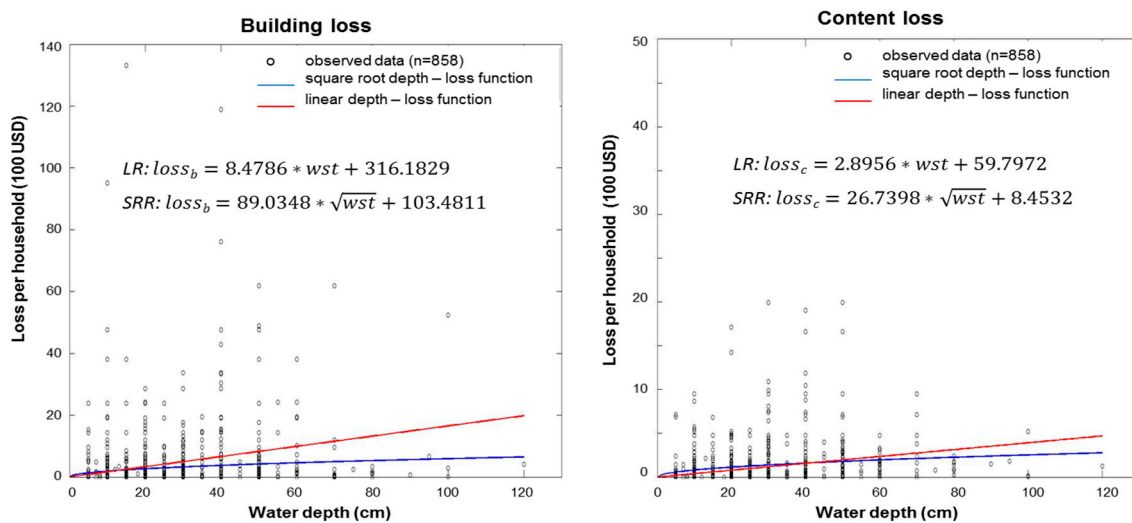 Building loss
140
120
100
80
60
40
20
0
Loss per household (100 USD)
observed data (n=858)
square root depth – loss function
linear depth – loss function
LR: loss_b = 8.4786 * wst + 316.1829
SRR: loss_b = 89.0348 * √wst + 103.4811
0 20 40 60 80 100 120
Water depth (cm)
Content loss
50
40
30
20
10
0
Loss per household (100 USD)
observed data (n=858)
square root depth – loss function
linear depth – loss function
LR: loss_c = 2.8956 * wst + 59.7972
SRR: loss_c = 26.7398 * √wst + 8.4532
0 20 40 60 80 100 120
Water depth (cm)